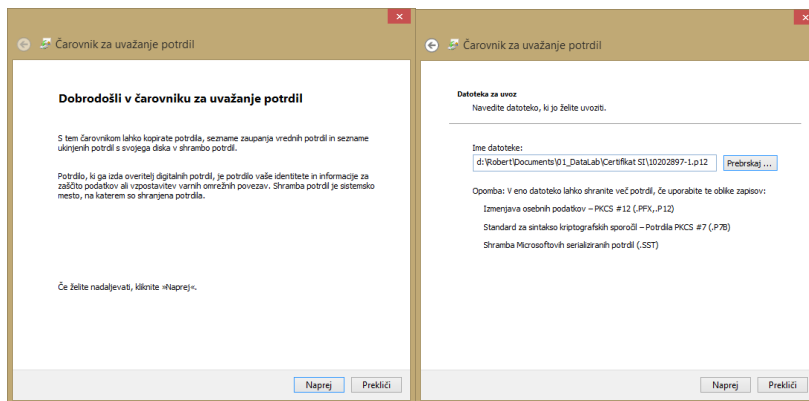 Čarovnik za uvažanje potrdil
Dobrodošli v čarovniku za uvažanje potrdil
S tem čarovnikom lahko kopirate potrdila, sezname zaupanja vrednih potrdil in sezname
ukinjenih potrdil s svojega diska v shrambo potrdil.
Potrdilo, ki ga izda overitelj digitalnih potrdil, je potrdilo vaše identitete in informacije za
zaščito podatkov ali vzpostavitev varnih omrežnih povezav. Shramba potrdil je sistemsko
mesto, na katerem so shranjena potrdila.
Če želite nadaljevati, kliknite »Naprej«.
Naprej
Prekliči
Čarovnik za uvažanje potrdil
Datoteka za uvoz
Navedite datoteko, ki jo želite uvoziti.
Ime datoteke:
d:\Robert\Documents\01_DataLab\Certifikat SI\10202897-1.p12
Prebrskaj ...
Opomba: V eno datoteko lahko shranite več potrdil, če uporabite te oblike zapisov:
Izmenjava osebnih podatkov – PKCS #12 (.PFX,.P12)
Standard za sintakso kriptografskih sporočil – Potrdila PKCS #7 (.P7B)
Shramba Microsoftovih serializiranih potrdil (.SST)
Naprej
Prekliči